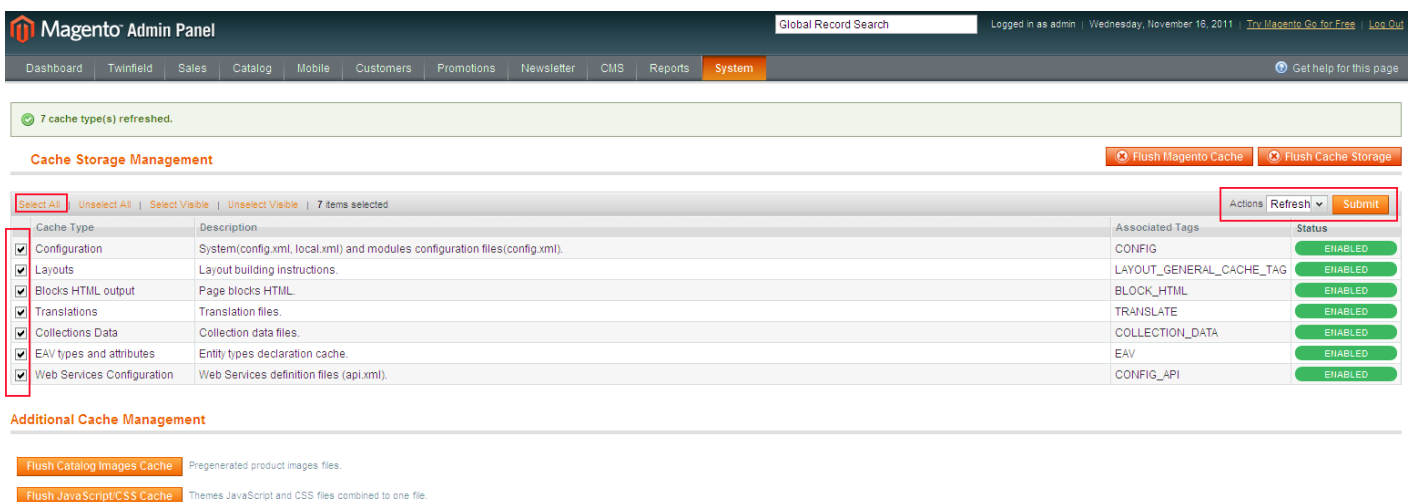 Magento Admin Panel
Global Record Search
Logged in as admin | Wednesday, November 16, 2011 | Try Magento Go for Free | Log Out
Dashboard Twinfield Sales Catalog Mobile Customers Promotions Newsletter CMS Reports System Get help for this page
7 cache type(s) refreshed.
Cache Storage Management
Flush Magento Cache Flush Cache Storage
Select All | Unselect All | Select Visible | Unselect Visible | 7 items selected Actions Refresh Submit
Cache Type Description Associated Tags Status
Configuration System(config.xml, local.xml) and modules configuration files(config.xml). CONFIG ENABLED
Layouts Layout building instructions. LAYOUT_GENERAL_CACHE_TAG ENABLED
Blocks HTML output Page blocks HTML. BLOCK_HTML ENABLED
Translations Translation files. TRANSLATE ENABLED
Collections Data Collection data files. COLLECTION_DATA ENABLED
EAV types and attributes Entity types declaration cache. EAV ENABLED
Web Services Configuration Web Services definition files (api.xml). CONFIG_API ENABLED
Additional Cache Management
Flush Catalog Images Cache Pregenerated product images files.
Flush JavaScript/CSS Cache Themes JavaScript and CSS files combined to one file.